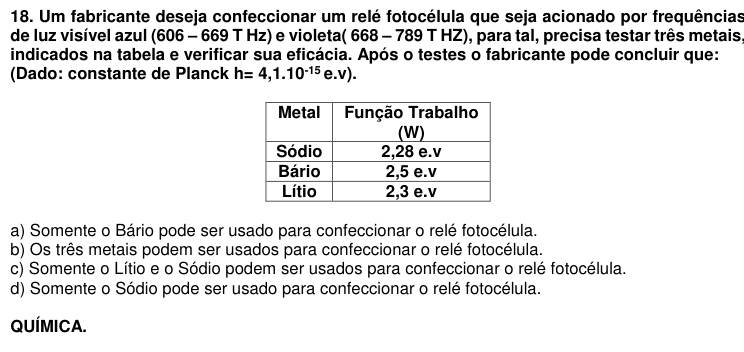 18. Um fabricante deseja confeccionar um relé fotocélula que seja acionado por frequências
de luz visível azul (606 – 669 T Hz) e violeta( 668 – 789 T HZ), para tal, precisa testar três metais,
indicados na tabela e verificar sua eficácia. Após o testes o fabricante pode concluir que:
(Dado: constante de Planck h= 4,1.10⁻¹⁵ e.v).
Metal Função Trabalho
(W)
Sódio 2,28 e.v
Bário 2,5 e.v
Lítio 2,3 e.v
a) Somente o Bário pode ser usado para confeccionar o relé fotocélula.
b) Os três metais podem ser usados para confeccionar o relé fotocélula.
c) Somente o Lítio e o Sódio podem ser usados para confeccionar o relé fotocélula.
d) Somente o Sódio pode ser usado para confeccionar o relé fotocélula.
QUÍMICA.